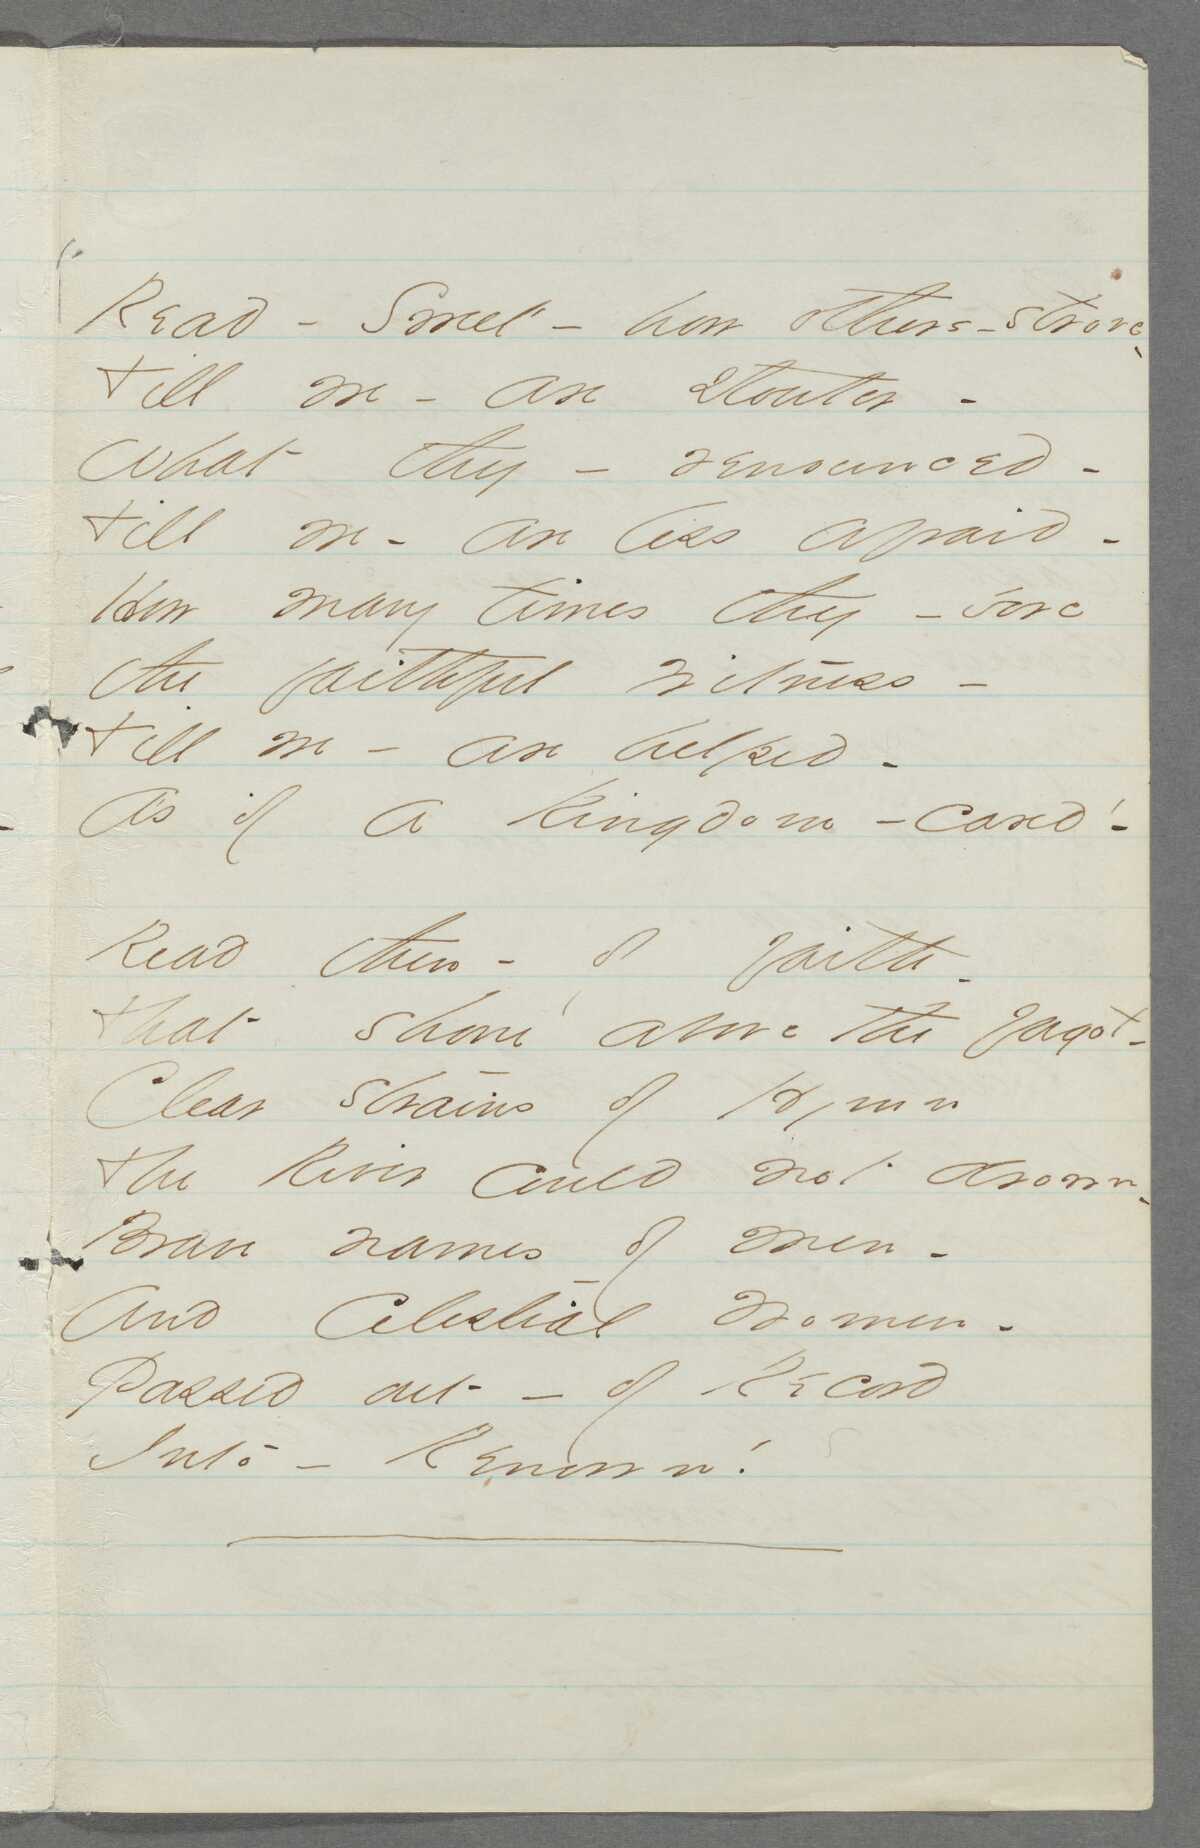 Read – Sweet – how others – strove –
Till we – are stouter –
What they – renounced –
Till we – are less afraid –
How many times they – bore
the faithful witness –
Till we – are helped –
As if a Kingdom – cared!
Read then – of faith –
That shone above the fagot –
Clear strains of Hymn
The River could not drown –
Brave names of Men –
And Celestial Women –
Passed out – of Record
Into – Renown!